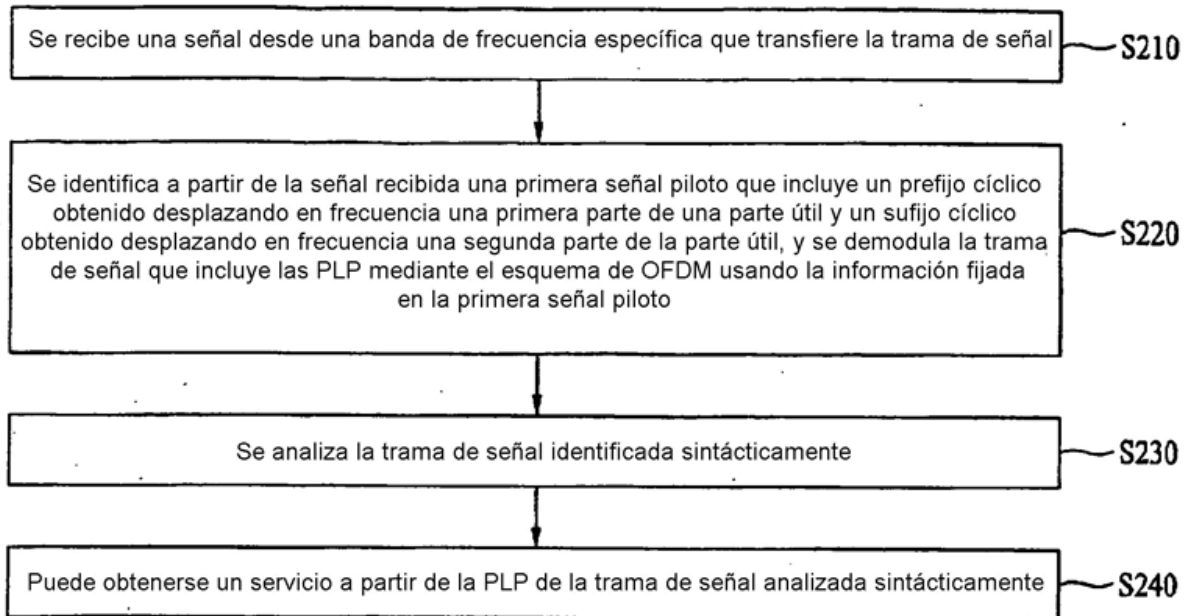 Se recibe una señal desde una banda de frecuencia específica que transfiere la trama de señal
S210
Se identifica a partir de la señal recibida una primera señal piloto que incluye un prefijo cíclico
obtenido desplazando en frecuencia una primera parte de una parte útil y un sufijo cíclico
obtenido desplazando en frecuencia una segunda parte de la parte útil, y se demodula la trama
de señal que incluye las PLP mediante el esquema de OFDM usando la información fijada
en la primera señal piloto
S220
Se analiza la trama de señal identificada sintácticamente
S230
Puede obtenerse un servicio a partir de la PLP de la trama de señal analizada sintácticamente
S240